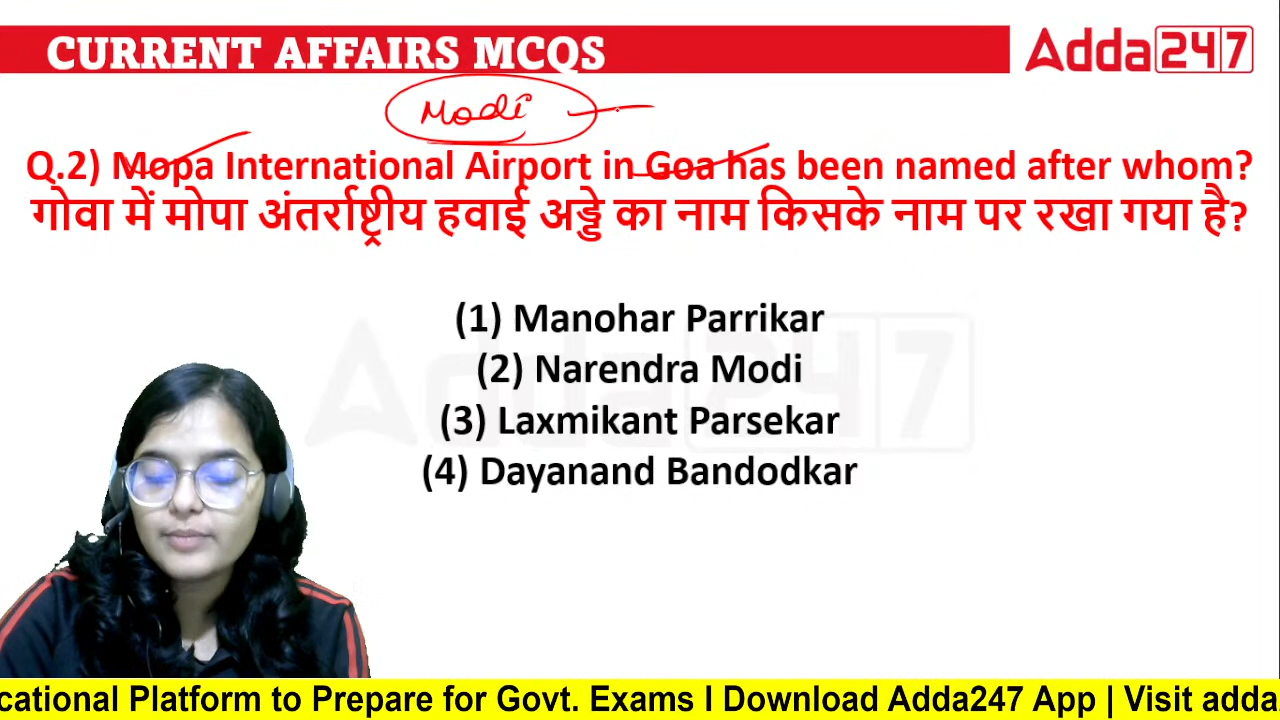 CURRENT AFFAIRS MCQS
Adda247
Modi
Q.2) Mopa International Airport in Goa has been named after whom?
गोवा में मोपा अंतर्राष्ट्रीय हवाई अड्डे का नाम किसके नाम पर रखा गया है?
(1) Manohar Parrikar
(2) Narendra Modi
(3) Laxmikant Parsekar
(4) Dayanand Bandodkar
Adda247
cational Platform to Prepare for Govt. Exams I Download Adda247 App | Visit adda